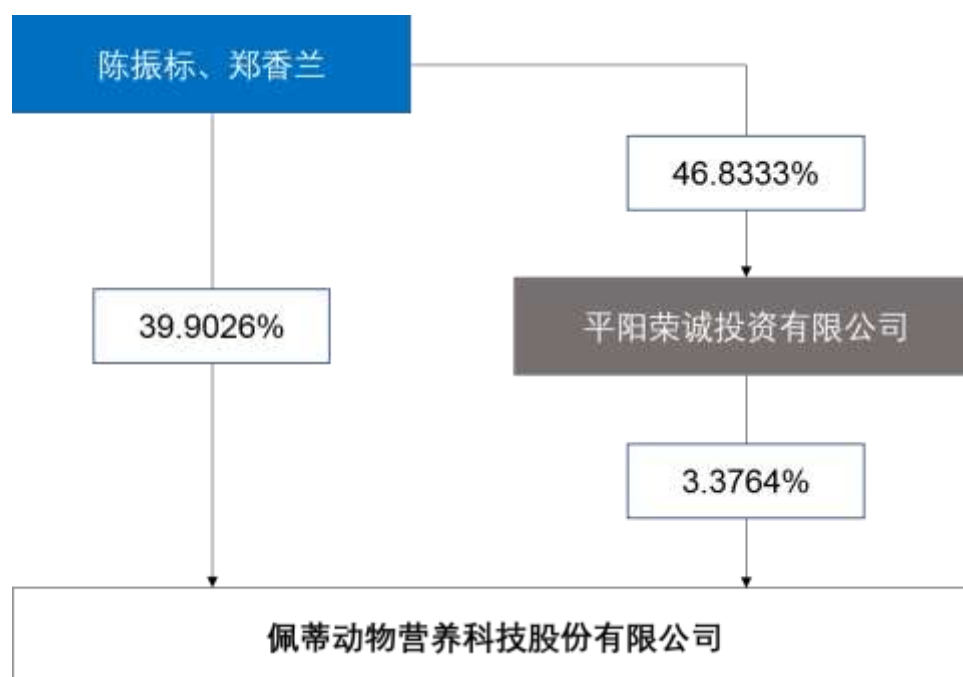 陈振标、郑香兰
46.8333%
39.9026%
平阳荣诚投资有限公司
3.3764%
佩蒂动物营养科技股份有限公司